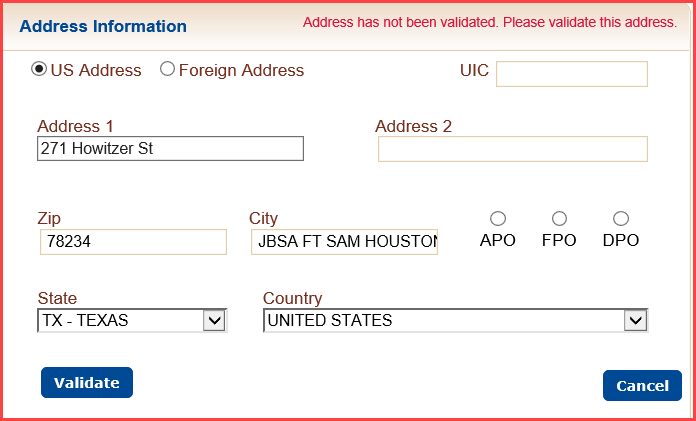 Address Information
Address has not been validated. Please validate this address.
US Address Foreign Address UIC
Address 1 Address 2
271 Howitzer St
Zip City
78234 JBSA FT SAM HOUSTON
APO FPO DPO
State Country
TX - TEXAS UNITED STATES
Validate Cancel